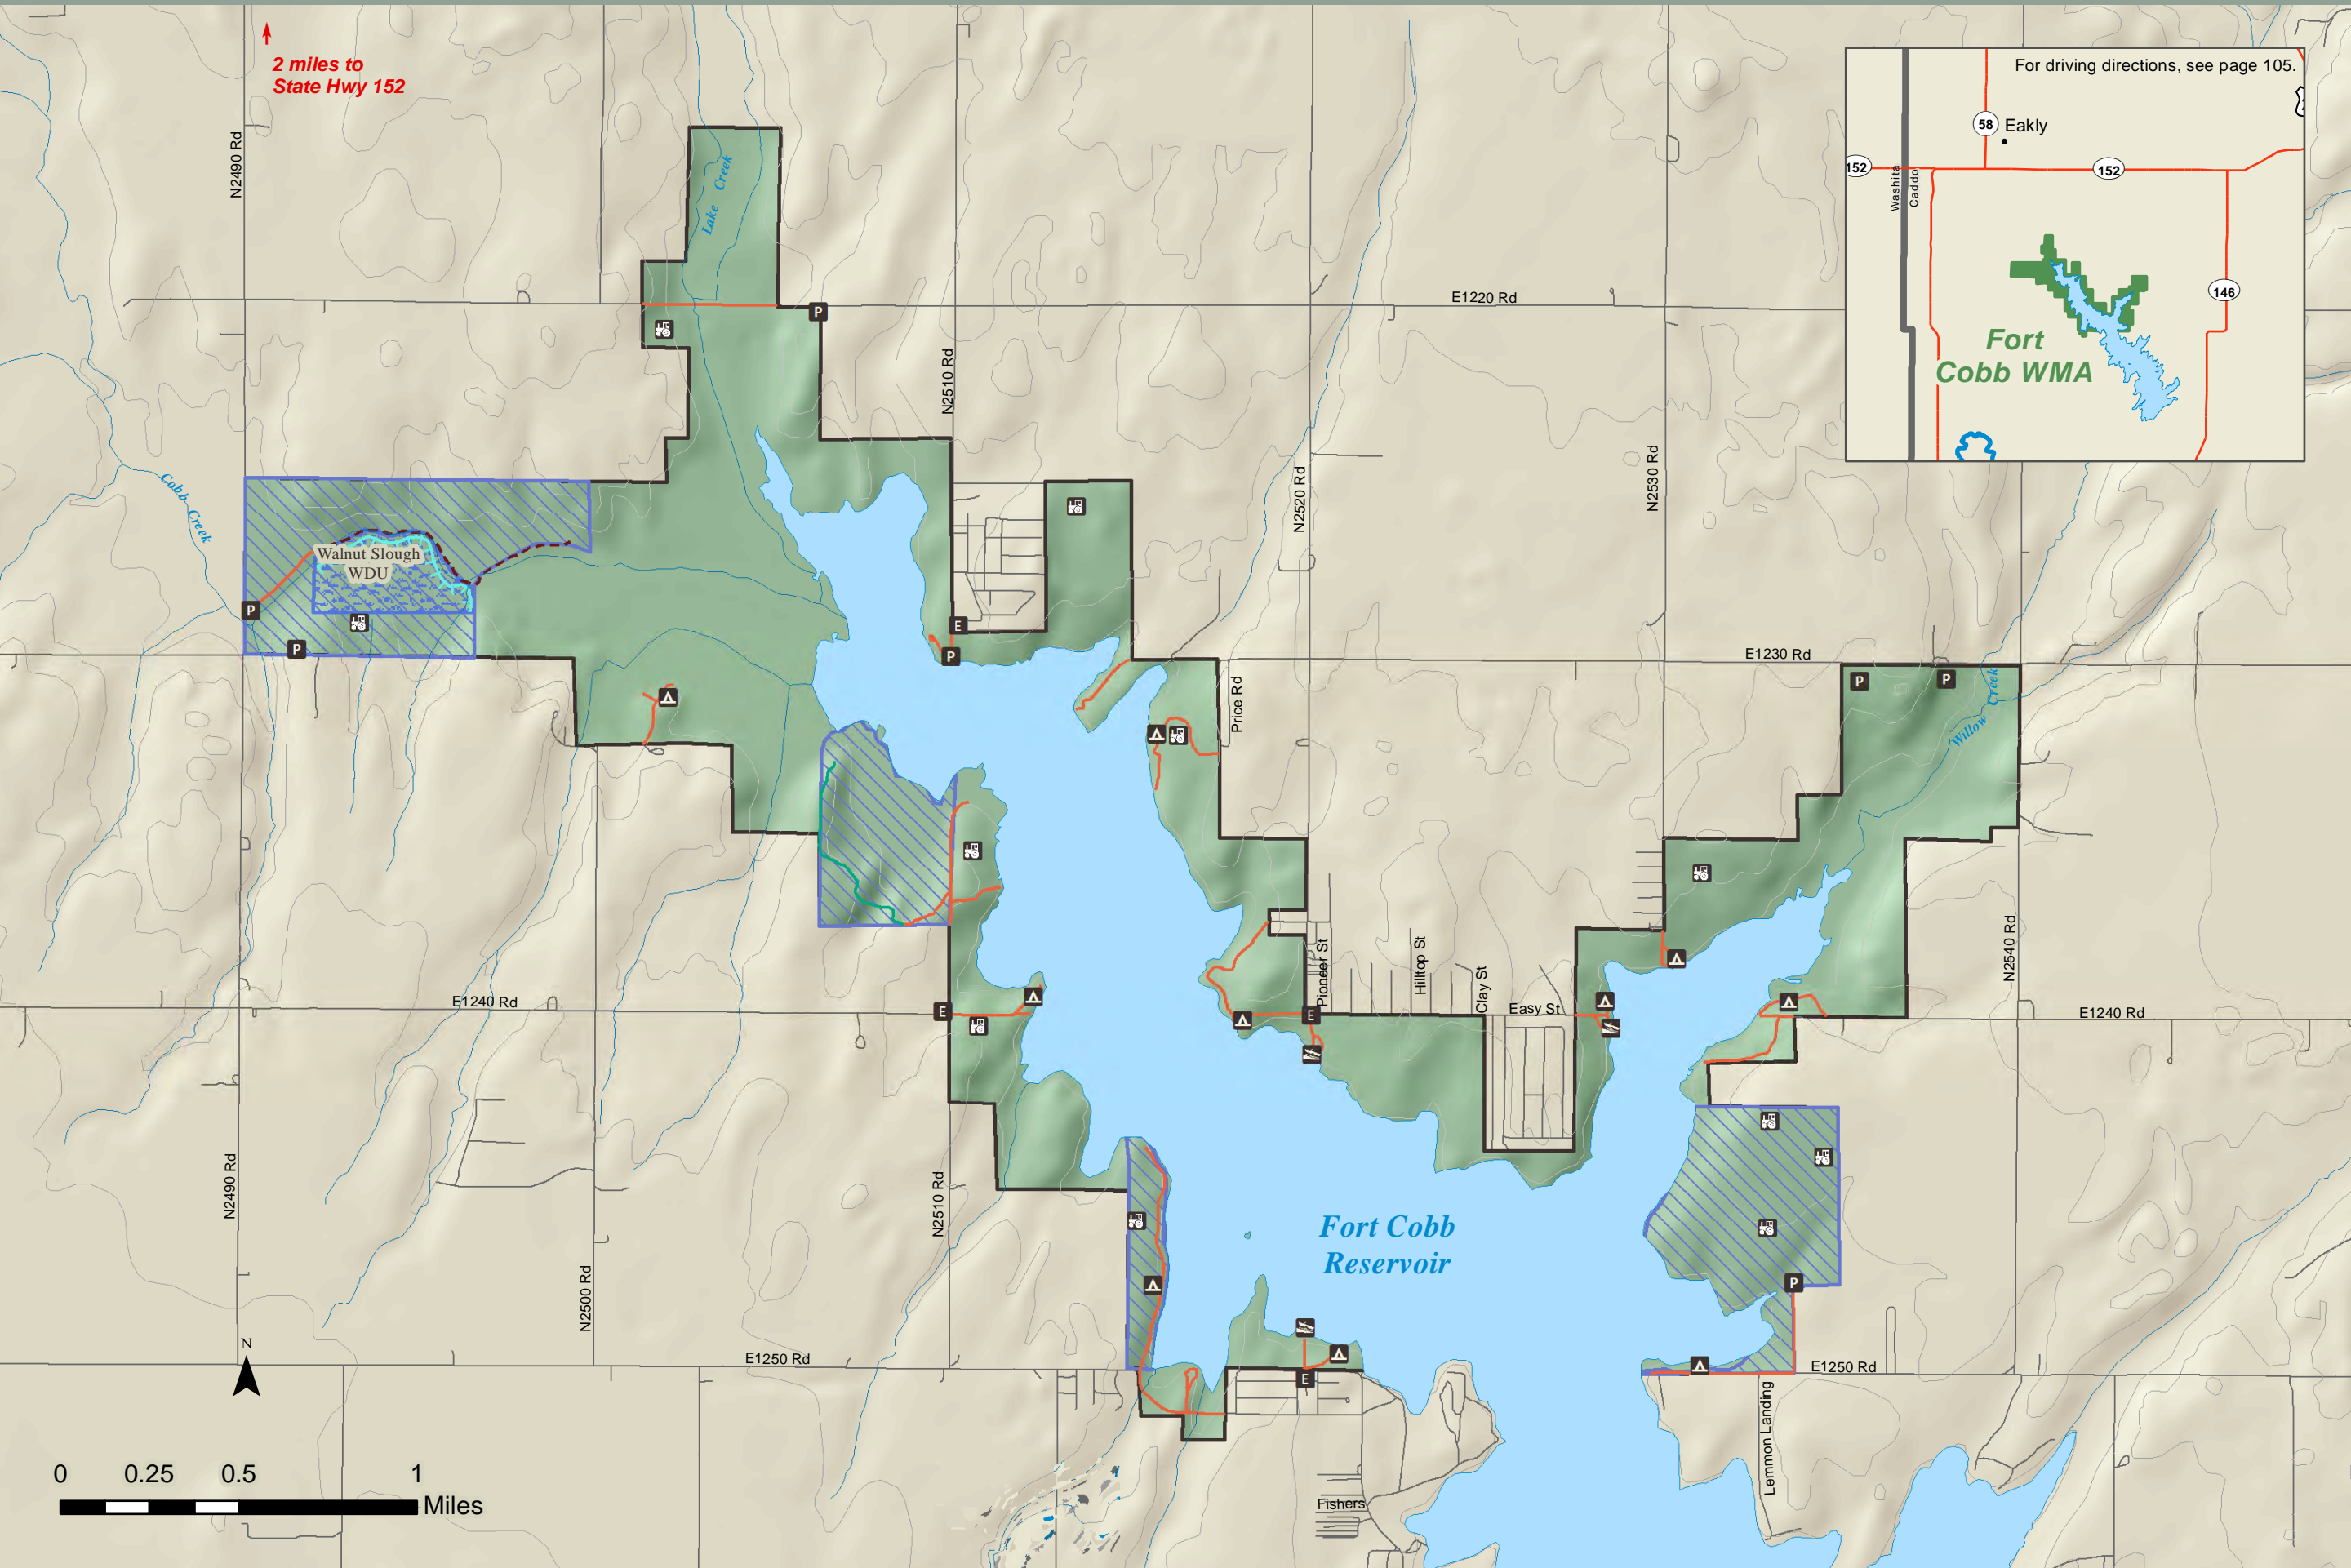 2 miles to
State Hwy 152
For driving directions, see page 105.
58
Eakly
152
152
Washita
Caddo
146
Fort
Cobb WMA
N2490 Rd
Lake Creek
E1220 Rd
P
N2510 Rd
N2520 Rd
N2530 Rd
Cobb Creek
Walnut Slough
WDU
P
P
E
P
E1230 Rd
Price Rd
P
P
Willow Creek
E1240 Rd
E
E
Pioneer St
Hilltop St
Clay St
Easy St
N2540 Rd
E1240 Rd
N2490 Rd
N2510 Rd
N2500 Rd
Fort Cobb
Reservoir
P
N
E1250 Rd
E
E1250 Rd
Lemmon Landing
Fishers
0 0.25 0.5 1
Miles